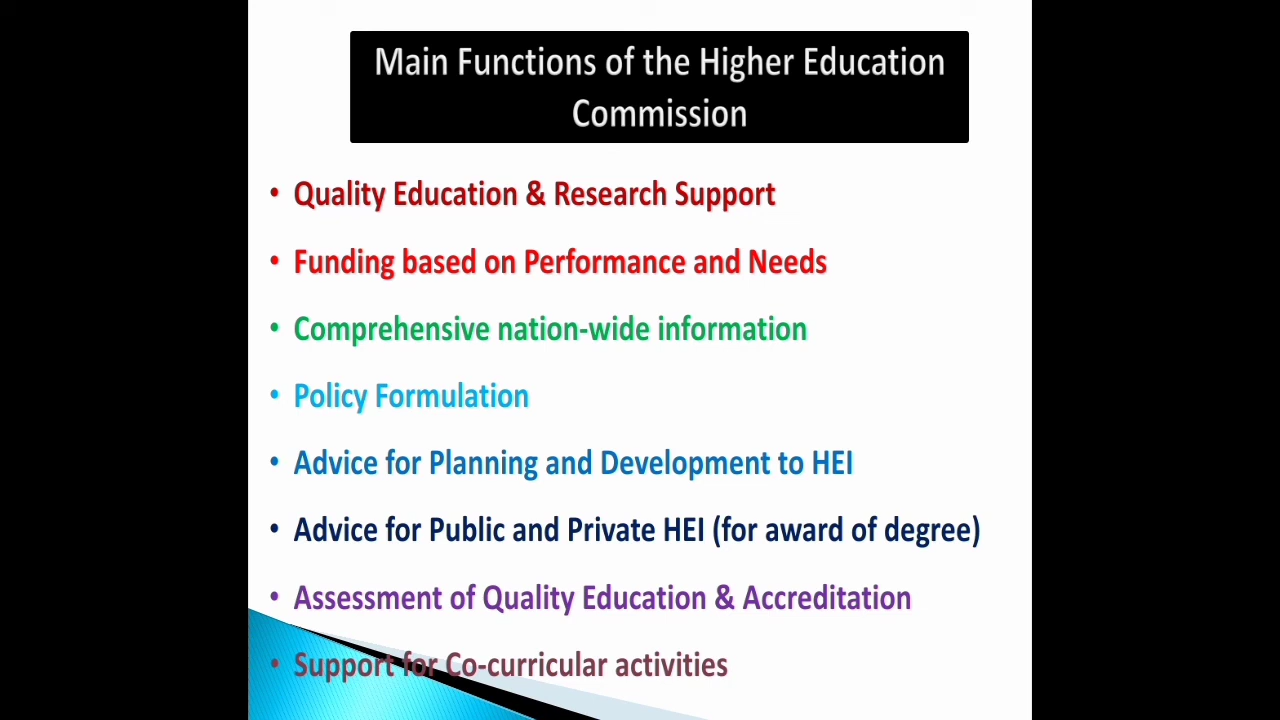 Main Functions of the Higher Education
Commission
• Quality Education & Research Support
• Funding based on Performance and Needs
• Comprehensive nation-wide information
• Policy Formulation
• Advice for Planning and Development to HEI
• Advice for Public and Private HEI (for award of degree)
• Assessment of Quality Education & Accreditation
• Support for Co-curricular activities